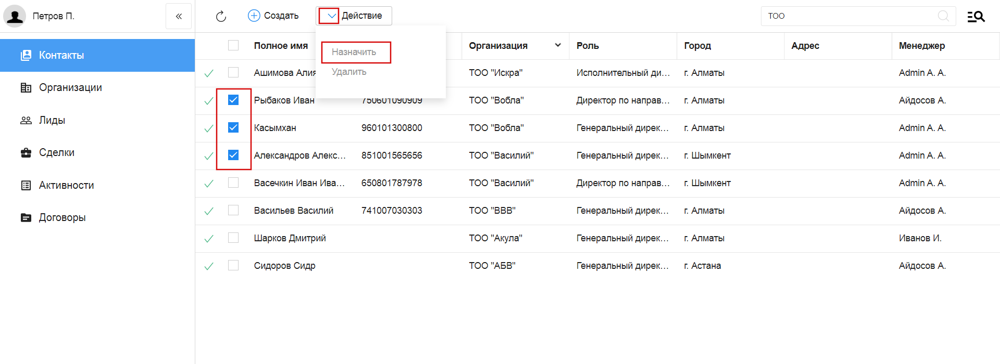 Петров П.
«
Создать
Действие
ТОО
Контакты
Организации
Лиды
Сделки
Активности
Договоры
Назначить
Удалить
Полное имя Организация Роль Город Адрес Менеджер
Ашимова Алия ТОО "Искра" Исполнительный ди… г. Алматы Admin A. A.
Рыбаков Иван 750601090909 ТОО "Вобла" Директор по направ… г. Алматы Айдосов А.
Касымхан 960101300800 ТОО "Вобла" Генеральный дирек… г. Алматы Admin A. A.
Александров Алекс… 851001565656 ТОО "Василий" Генеральный дирек… г. Шымкент Admin A. A.
Васечкин Иван Ива… 650801787978 ТОО "Василий" Директор по направ… г. Шымкент Admin A. A.
Васильев Василий 741007030303 ТОО "ВВВ" Генеральный дирек… г. Алматы Айдосов А.
Шарков Дмитрий ТОО "Акула" Генеральный дирек… г. Алматы Иванов И.
Сидоров Сидр ТОО "АБВ" Генеральный дирек… г. Астана Айдосов А.